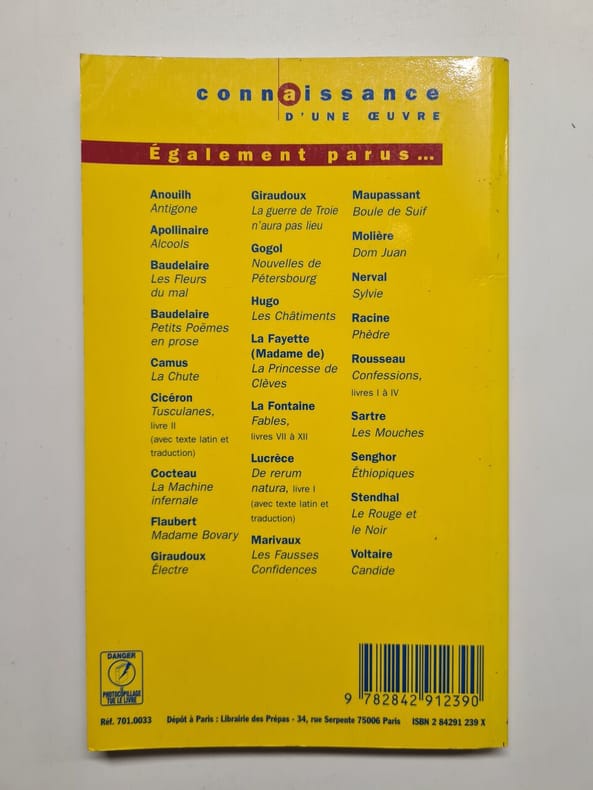 connaissance
D'UNE ŒUVRE
Également parus...
Anouilh
Antigone
Apollinaire
Alcools
Baudelaire
Les Fleurs
du mal
Baudelaire
Petits Poëmes
en prose
Camus
La Chute
Cicéron
Tusculanes,
livre II
(avec texte latin et
traduction)
Cocteau
La Machine
infernale
Flaubert
Madame Bovary
Giraudoux
Électre
Giraudoux
La guerre de Troie
n'aura pas lieu
Gogol
Nouvelles de
Pétersbourg
Hugo
Les Châtiments
La Fayette
(Madame de)
La Princesse de
Clèves
La Fontaine
Fables,
livres VII à XII
Lucrèce
De rerum
natura, livre I
(avec texte latin et
traduction)
Marivaux
Les Fausses
Confidences
Maupassant
Boule de Suif
Molière
Dom Juan
Nerval
Sylvie
Racine
Phèdre
Rousseau
Confessions,
livres I à IV
Sartre
Les Mouches
Senghor
Éthiopiques
Stendhal
Le Rouge et
le Noir
Voltaire
Candide
DANGER
LE
PHOTOCOPILLAGE
TUE LE LIVRE
9 782842 912390
Réf. 701.0033 Dépôt à Paris : Librairie des Prépas - 34, rue Serpente 75006 Paris ISBN 2 84291 239 X